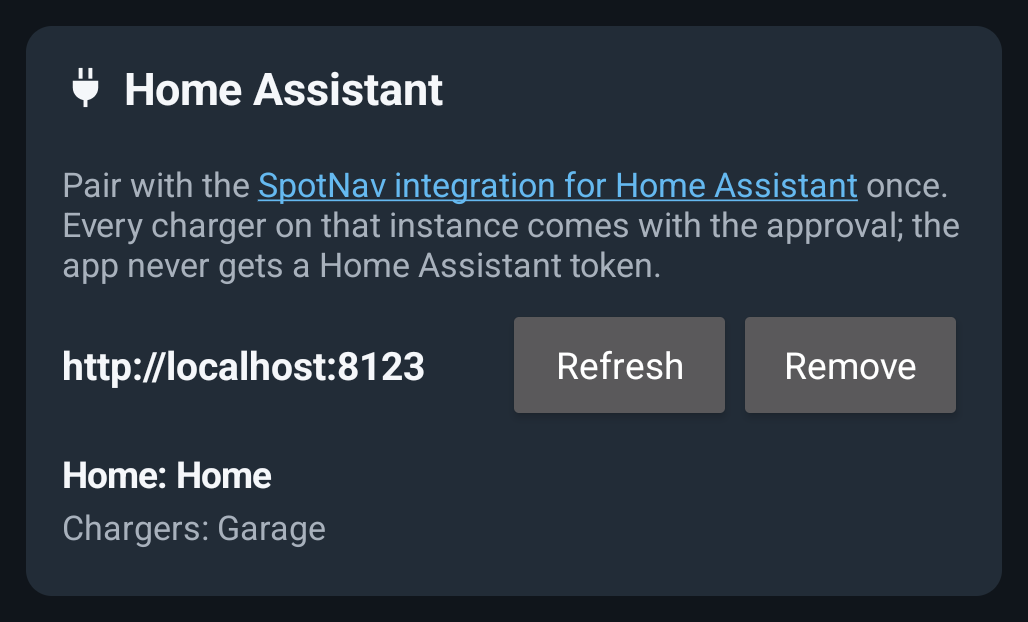 Home Assistant
Pair with the SpotNav integration for Home Assistant once.
Every charger on that instance comes with the approval; the
app never gets a Home Assistant token.
http://localhost:8123
Refresh
Remove
Home: Home
Chargers: Garage